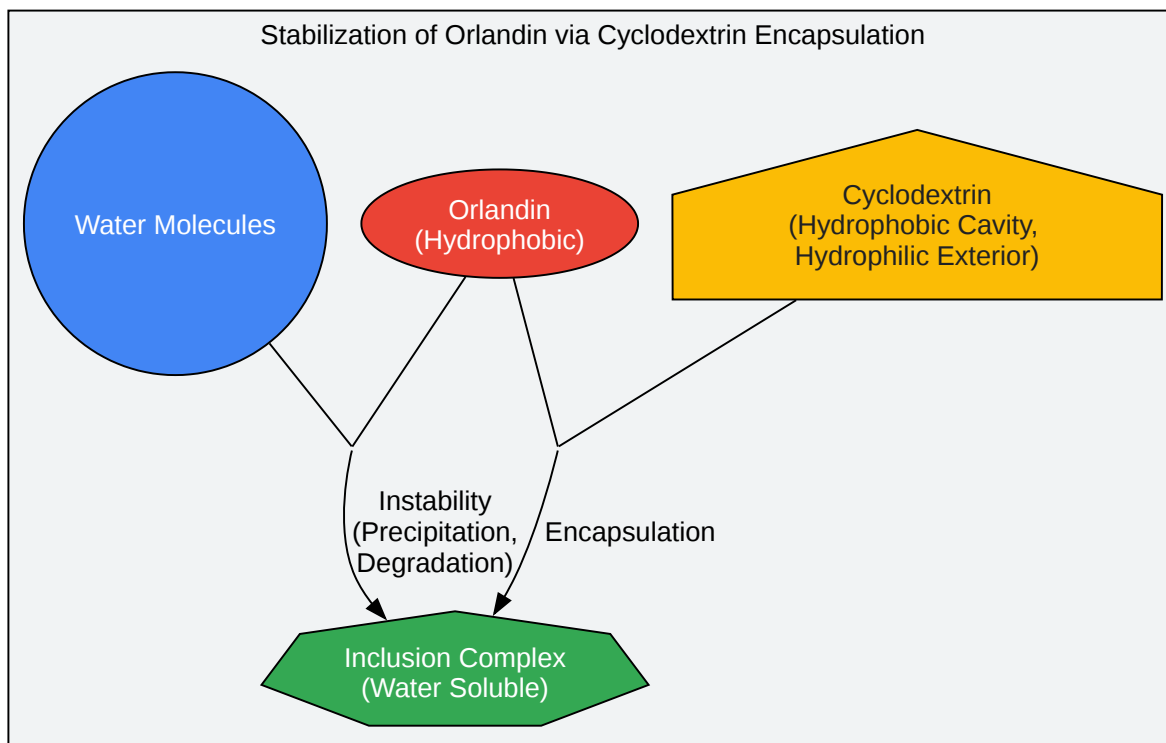 Stabilization of Orlandin via Cyclodextrin Encapsulation
Water Molecules
Orlandin
(Hydrophobic)
Cyclodextrin
(Hydrophobic Cavity,
Hydrophilic Exterior)
Instability
(Precipitation,
Degradation)
Encapsulation
Inclusion Complex
(Water Soluble)